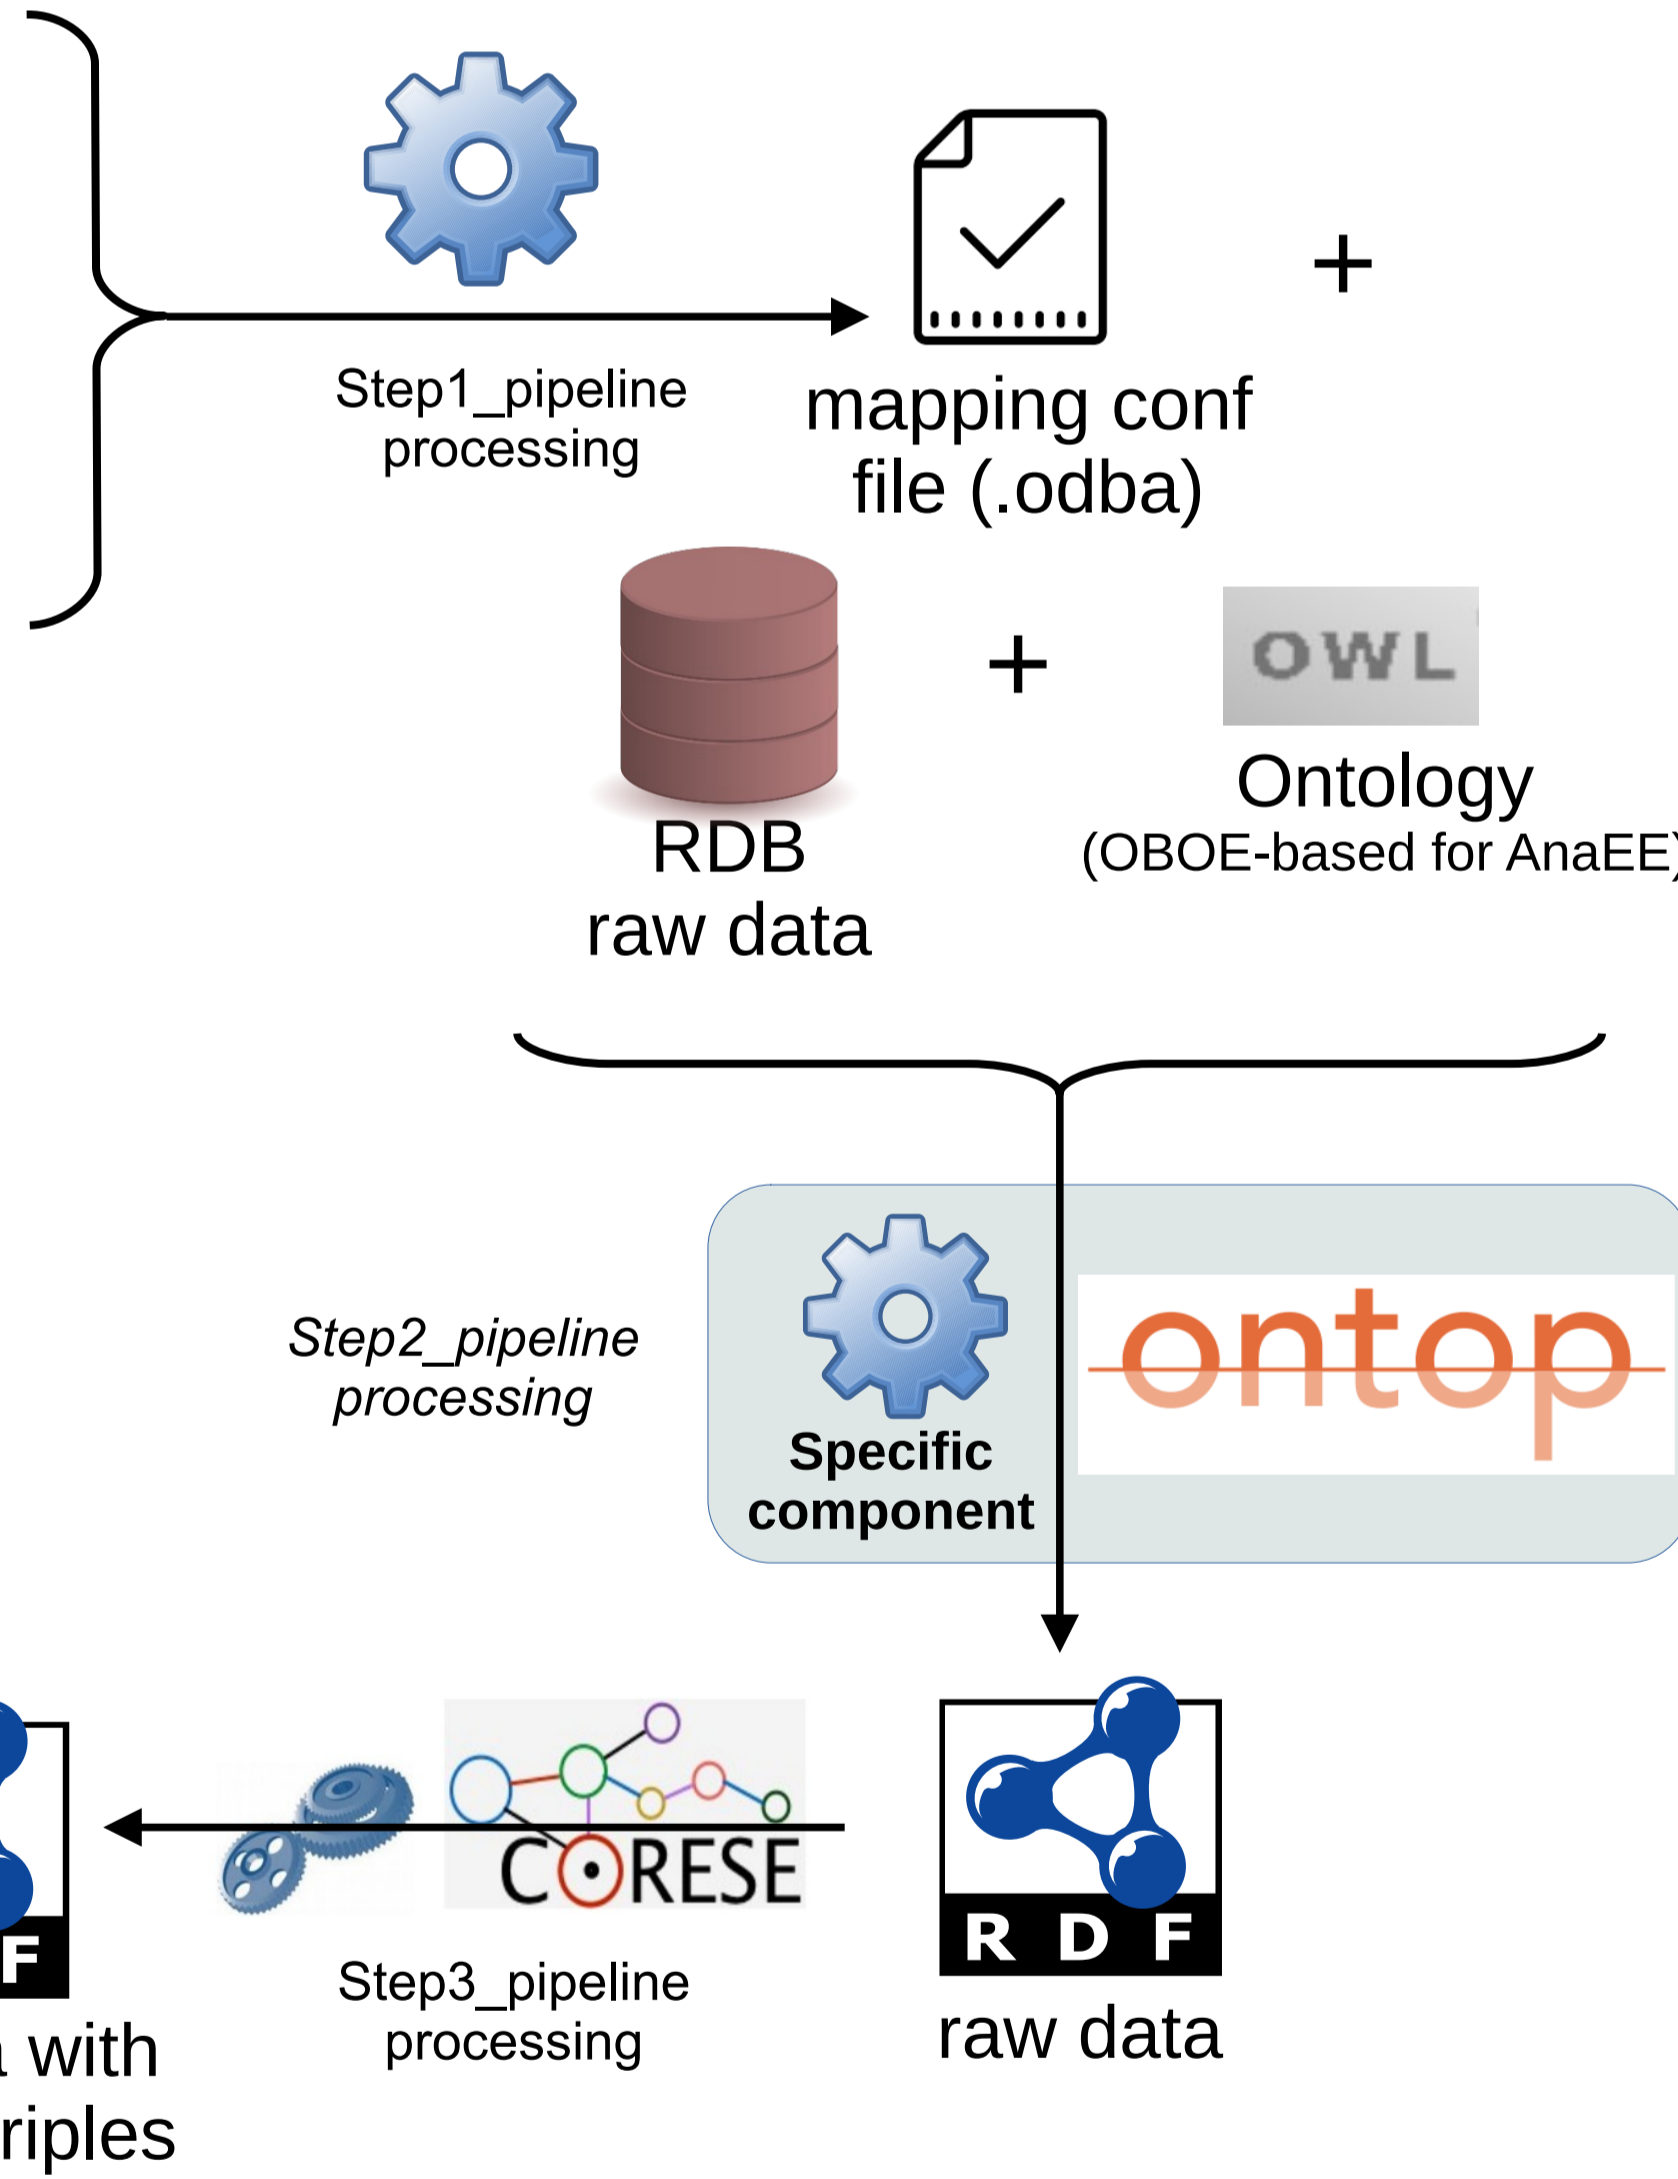 Step1_pipeline
processing
mapping conf
file (.odba)
+
+
OWL
RDB
raw data
Ontology
(OBOE-based for AnaEE)
Step2_pipeline
processing
Specific
component
ontop
CORESE
Step3_pipeline
processing
RDF
raw data
F
with
riples